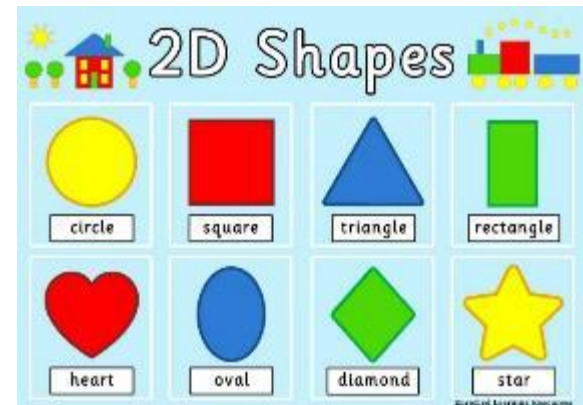 2D Shapes
circle
square
triangle
rectangle
heart
oval
diamond
star